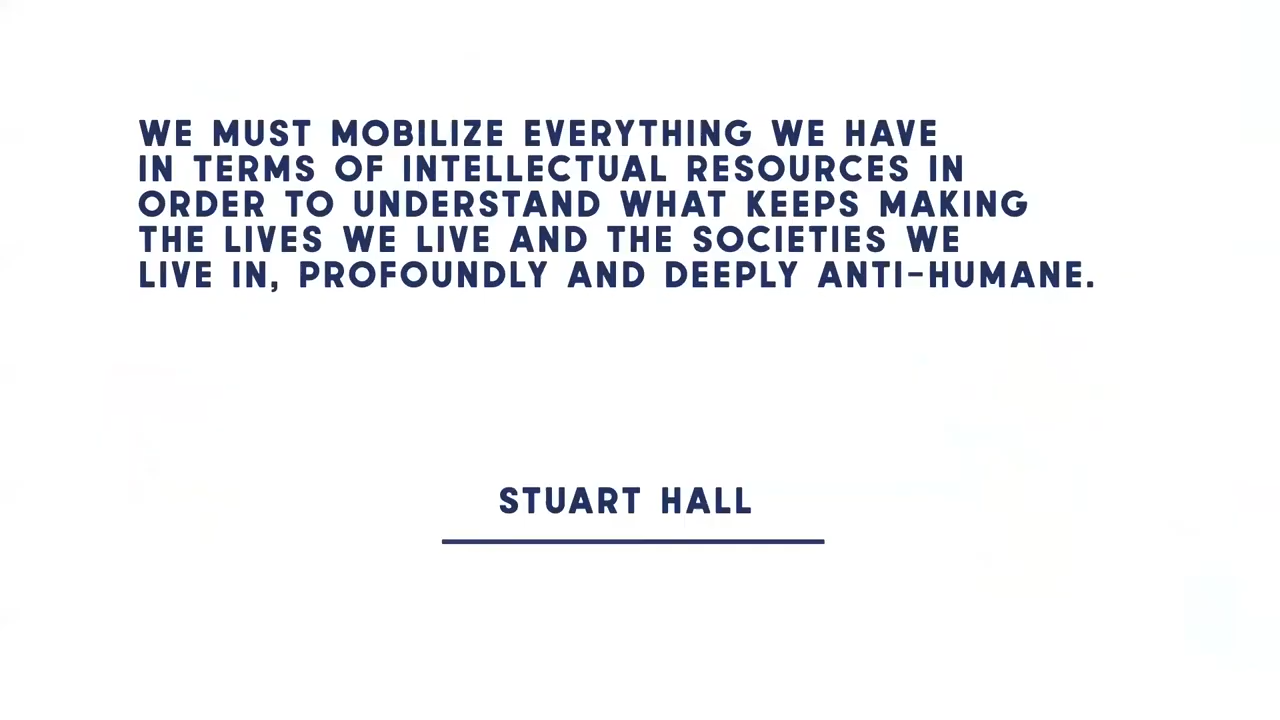 WE MUST MOBILIZE EVERYTHING WE HAVE
IN TERMS OF INTELLECTUAL RESOURCES IN
ORDER TO UNDERSTAND WHAT KEEPS MAKING
THE LIVES WE LIVE AND THE SOCIETIES WE
LIVE IN, PROFOUNDLY AND DEEPLY ANTI-HUMANE.
STUART HALL